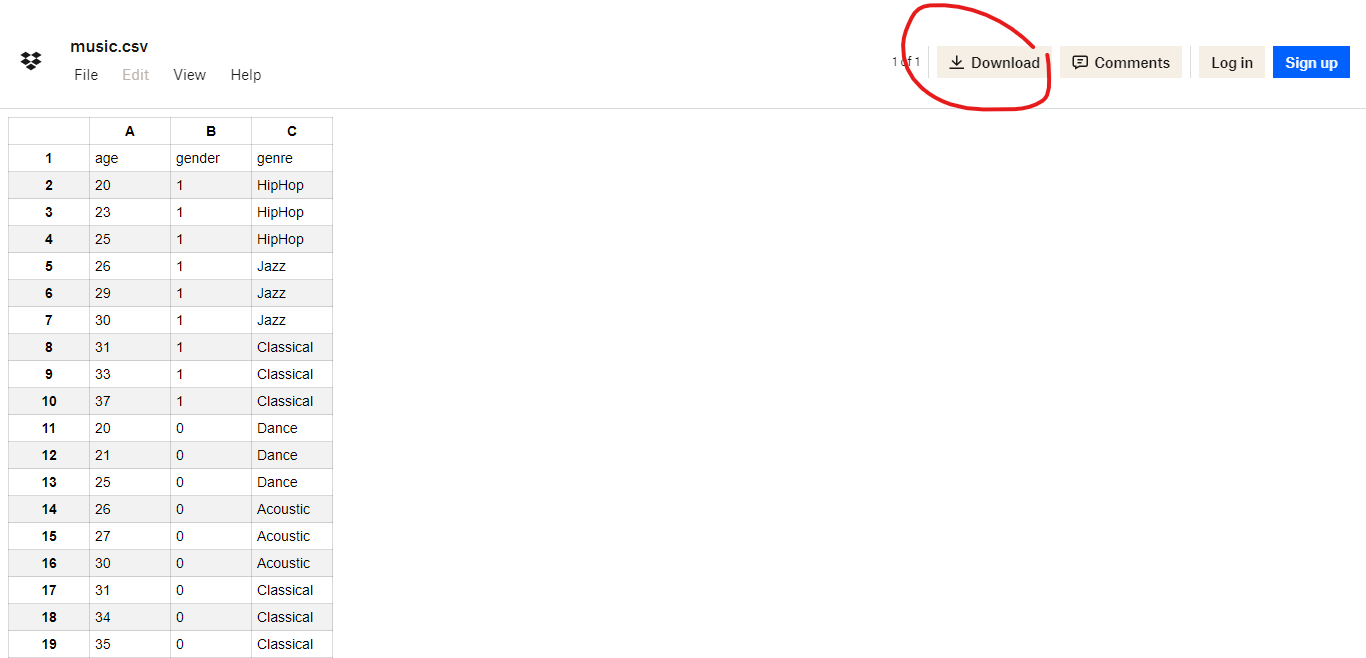 music.csv
File Edit View Help
1 of 1 Download Comments Log in Sign up
A B C
1 age gender genre
2 20 1 HipHop
3 23 1 HipHop
4 25 1 HipHop
5 26 1 Jazz
6 29 1 Jazz
7 30 1 Jazz
8 31 1 Classical
9 33 1 Classical
10 37 1 Classical
11 20 0 Dance
12 21 0 Dance
13 25 0 Dance
14 26 0 Acoustic
15 27 0 Acoustic
16 30 0 Acoustic
17 31 0 Classical
18 34 0 Classical
19 35 0 Classical